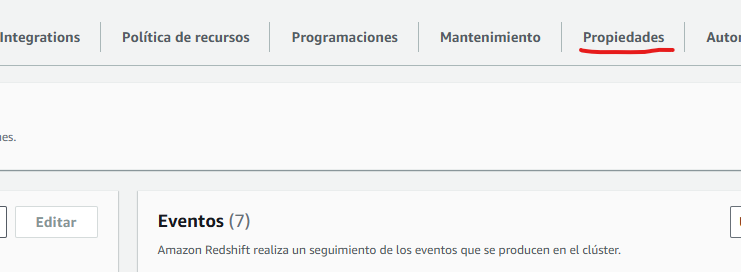 Integrations Política de recursos Programaciones Mantenimiento Propiedades
Editar
Eventos (7)
Amazon Redshift realiza un seguimiento de los eventos que se producen en el clúster.